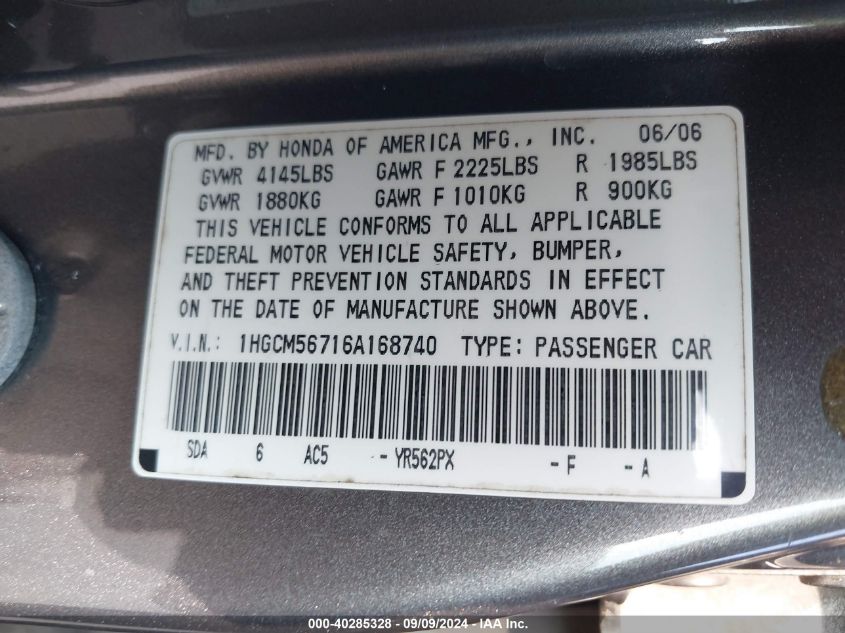 MFD. BY HONDA OF AMERICA MFG., INC. 06/06
GVWR 4145LBS GAWR F 2225LBS R 1985LBS
GVWR 1880KG GAWR F 1010KG R 900KG
THIS VEHICLE CONFORMS TO ALL APPLICABLE
FEDERAL MOTOR VEHICLE SAFETY, BUMPER,
AND THEFT PREVENTION STANDARDS IN EFFECT
ON THE DATE OF MANUFACTURE SHOWN ABOVE.
V.I.N.: 1HGCM56716A168740 TYPE: PASSENGER CAR
SDA 6 AC5 - YR562PX - F - A
000-40285328 - 09/09/2024 - IAA Inc.